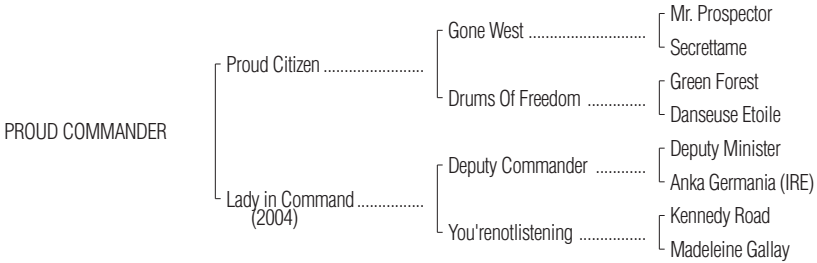 Mr. Prospector
Gone West ............................
Secrettame
Proud Citizen ........................
Green Forest
Drums Of Freedom ..............
Danseuse Etoile
PROUD COMMANDER
Deputy Minister
Deputy Commander ............
Anka Germania (IRE)
Lady in Command ................
(2004)
Kennedy Road
You'renotlistening ................
Madeleine Gallay